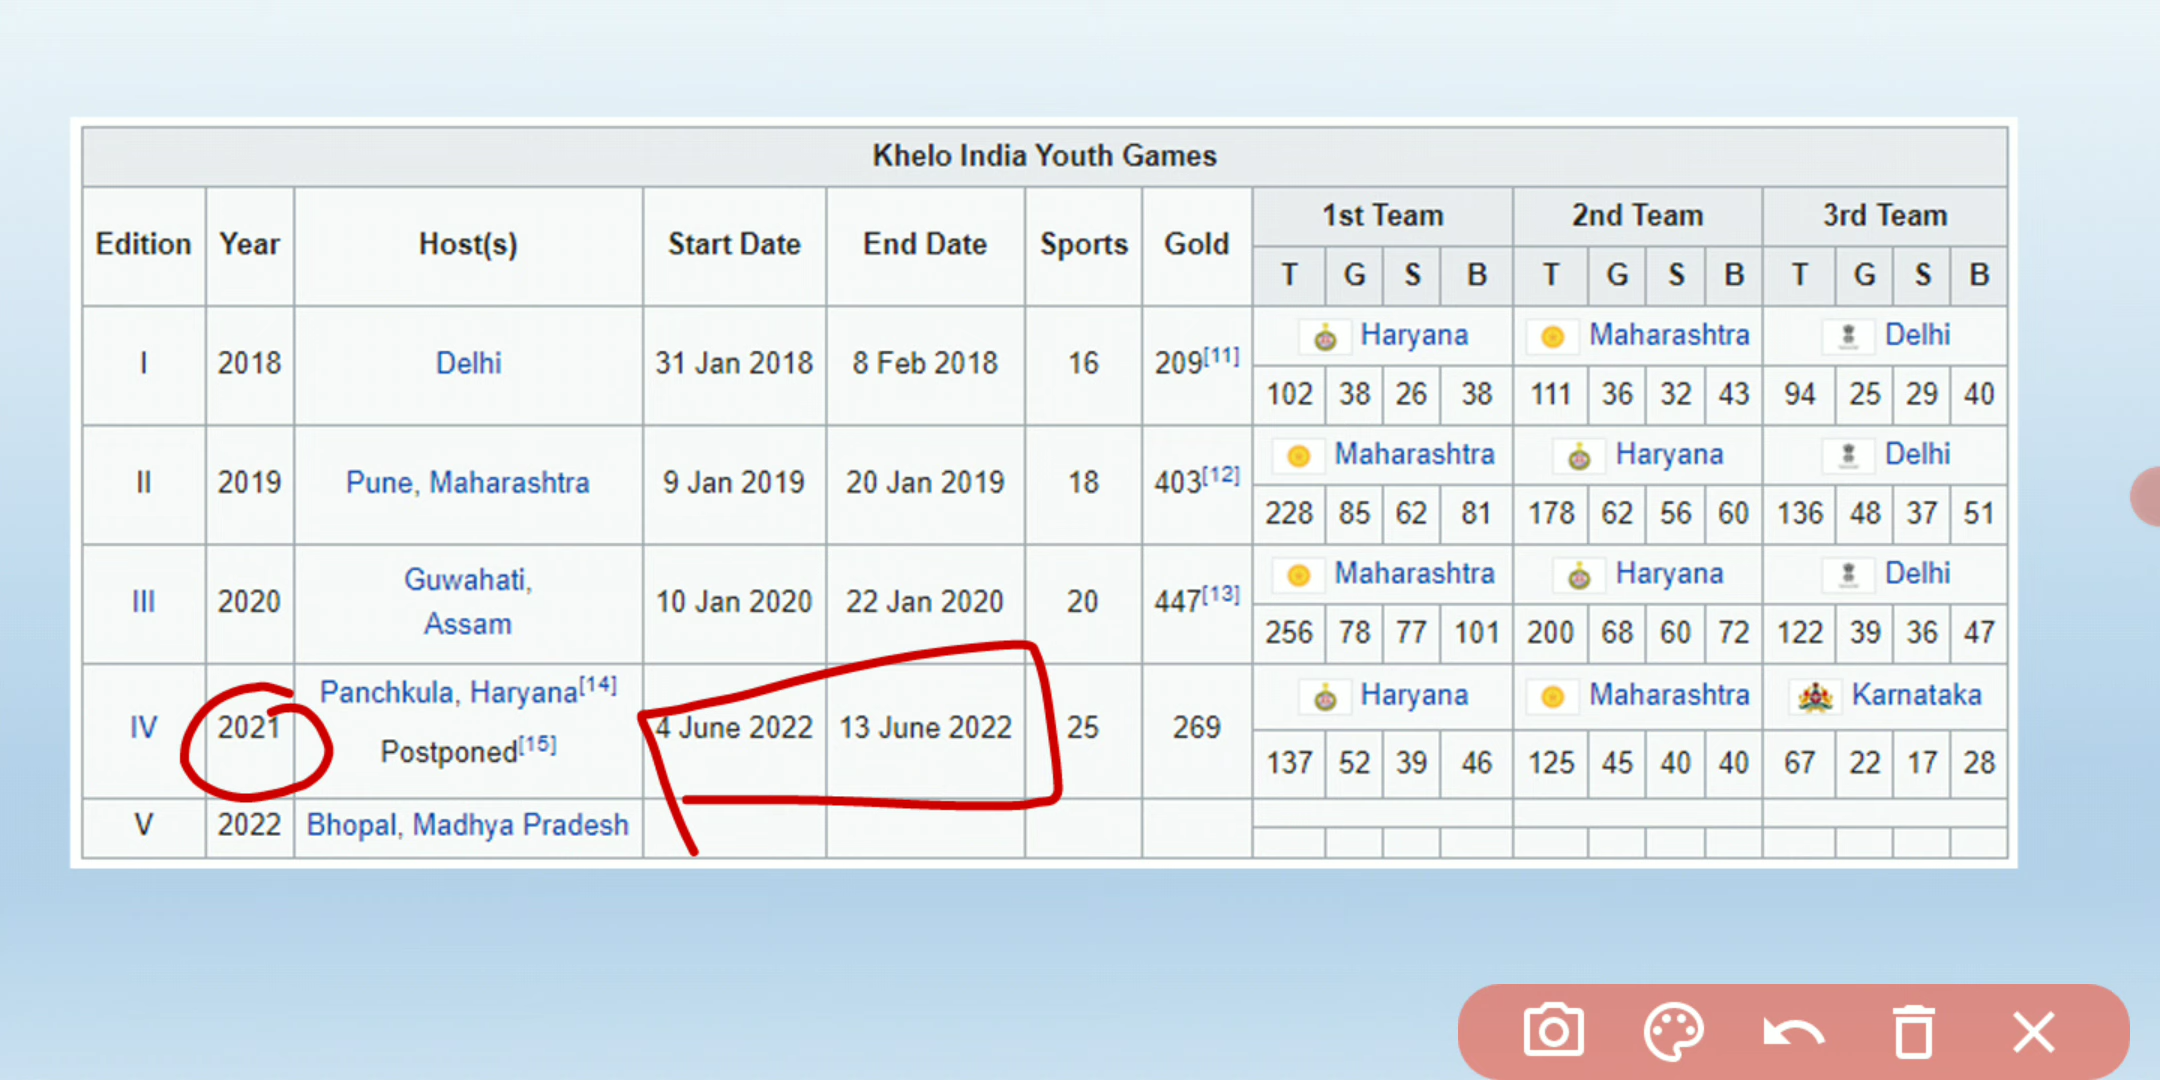 Khelo India Youth Games
Edition Year Host(s) Start Date End Date Sports Gold 1st Team 2nd Team 3rd Team
T G S B T G S B T G S B
I 2018 Delhi 31 Jan 2018 8 Feb 2018 16 209[11] Haryana Maharashtra Delhi
102 38 26 38 111 36 32 43 94 25 29 40
II 2019 Pune, Maharashtra 9 Jan 2019 20 Jan 2019 18 403[12] Maharashtra Haryana Delhi
228 85 62 81 178 62 56 60 136 48 37 51
III 2020 Guwahati,
Assam 10 Jan 2020 22 Jan 2020 20 447[13] Maharashtra Haryana Delhi
256 78 77 101 200 68 60 72 122 39 36 47
IV 2021 Panchkula, Haryana[14]
Postponed[15] 4 June 2022 13 June 2022 25 269 Haryana Maharashtra Karnataka
137 52 39 46 125 45 40 40 67 22 17 28
V 2022 Bhopal, Madhya Pradesh